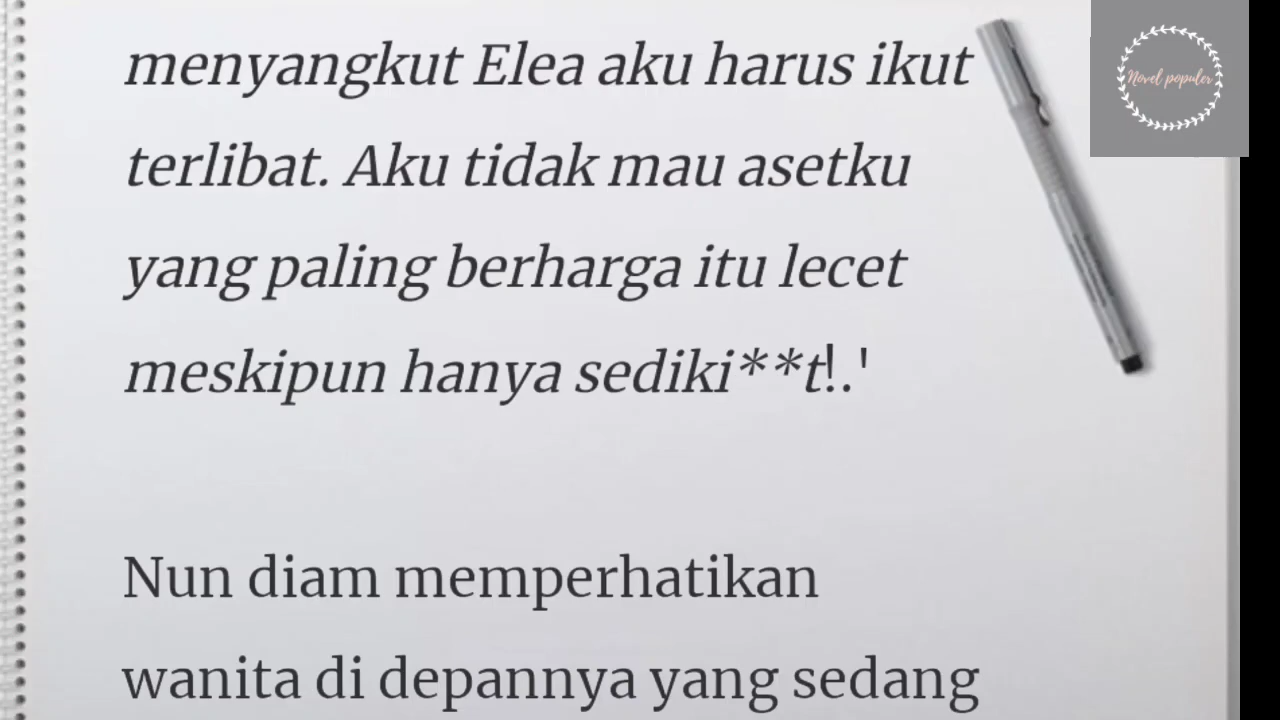 menyangkut Elea aku harus ikut
terlibat. Aku tidak mau asetku
yang paling berharga itu lecet
meskipun hanya sediki**t!.'
Nun diam memperhatikan
wanita di depannya yang sedang
Novel populer